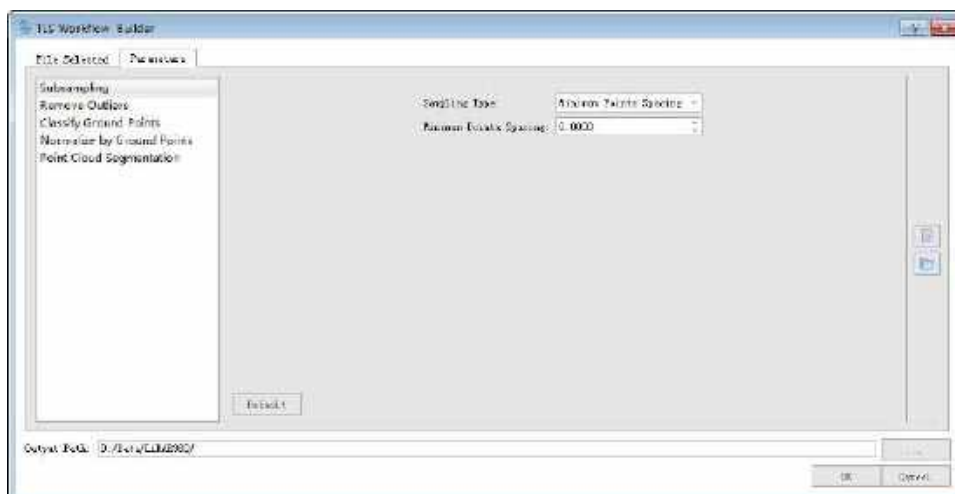 TLS Workflow Builder
File Selected
Parameters
Subsampling
Remove Outliers
Classify Ground Points
Normalize by Ground Points
Point Cloud Segmentation
Sampling Type
Minimum Points Spacing
Minimum Points Spacing: 0.0000
Default
Output Path:
OK
Cancel